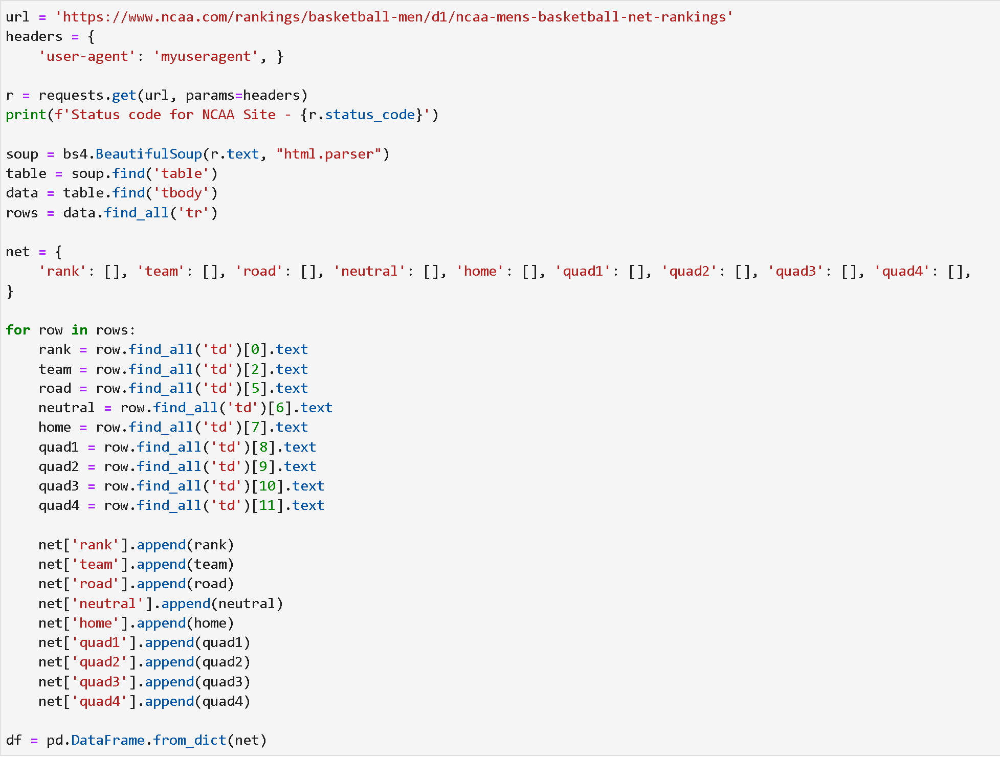 url = 'https://www.ncaa.com/rankings/basketball-men/d1/ncaa-mens-basketball-net-rankings'
headers = {
    'user-agent': 'myuseragent', }

r = requests.get(url, params=headers)
print(f'Status code for NCAA Site - {r.status_code}')

soup = bs4.BeautifulSoup(r.text, "html.parser")
table = soup.find('table')
data = table.find('tbody')
rows = data.find_all('tr')

net = {
    'rank': [], 'team': [], 'road': [], 'neutral': [], 'home': [], 'quad1': [], 'quad2': [], 'quad3': [], 'quad4': [],
}

for row in rows:
    rank = row.find_all('td')[0].text
    team = row.find_all('td')[2].text
    road = row.find_all('td')[5].text
    neutral = row.find_all('td')[6].text
    home = row.find_all('td')[7].text
    quad1 = row.find_all('td')[8].text
    quad2 = row.find_all('td')[9].text
    quad3 = row.find_all('td')[10].text
    quad4 = row.find_all('td')[11].text

    net['rank'].append(rank)
    net['team'].append(team)
    net['road'].append(road)
    net['neutral'].append(neutral)
    net['home'].append(home)
    net['quad1'].append(quad1)
    net['quad2'].append(quad2)
    net['quad3'].append(quad3)
    net['quad4'].append(quad4)

df = pd.DataFrame.from_dict(net)